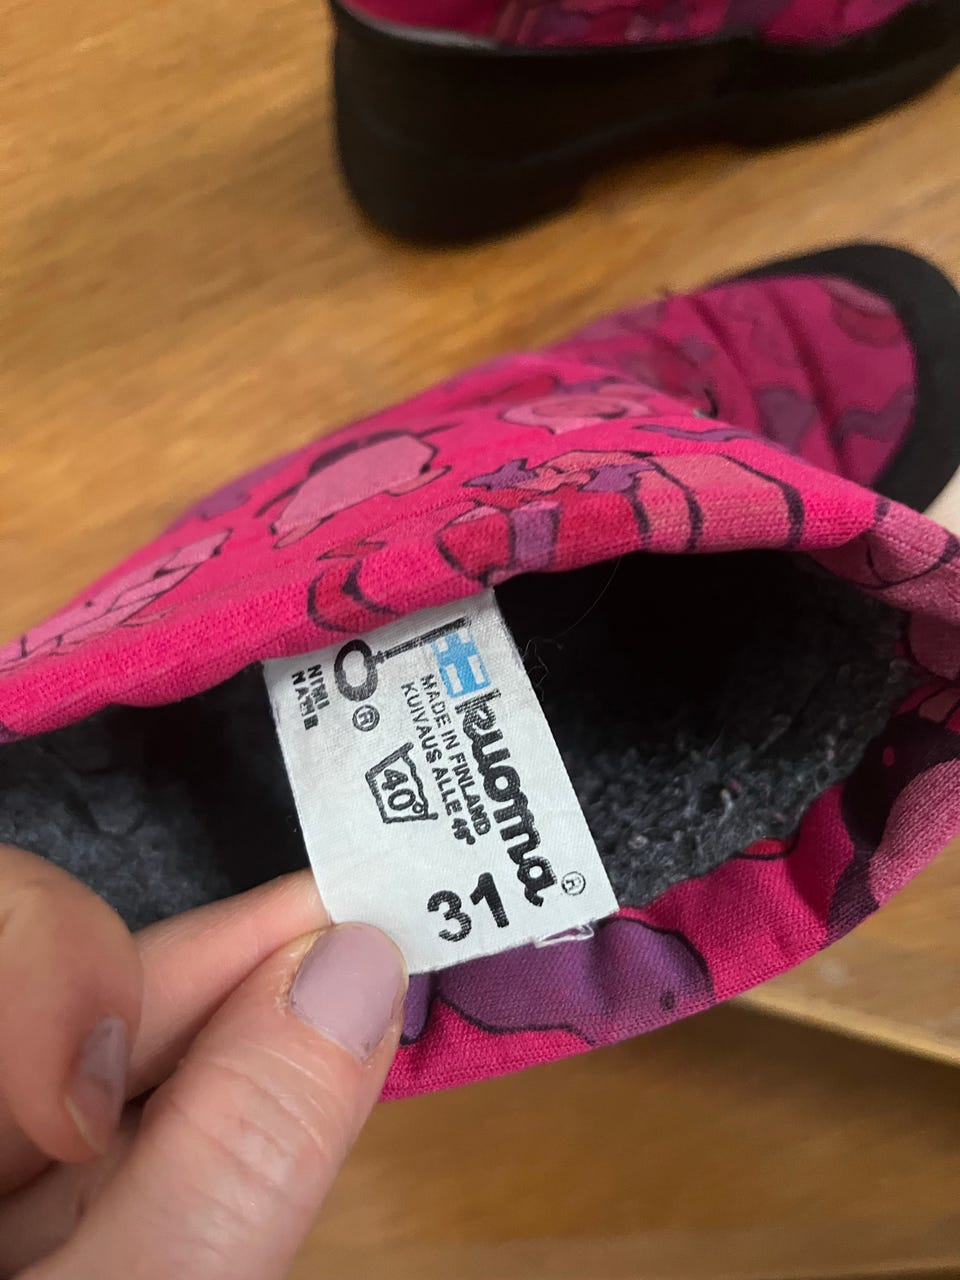 kuoma®
MADE IN FINLAND
KUIVAUS ALLE 40°
40°
31
®
NIMI
NAMN